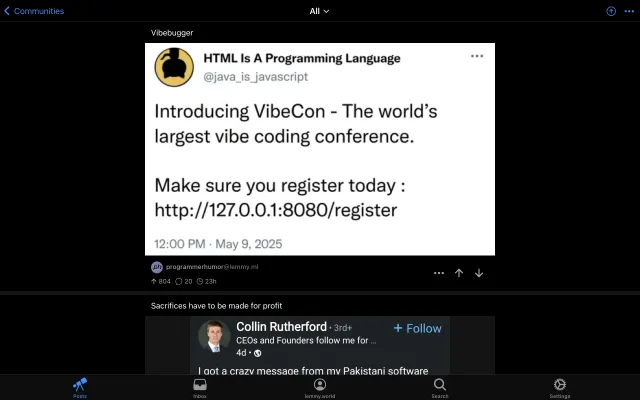 Communities
All
Vibebugger
HTML Is A Programming Language
@java_is_javascript
Introducing VibeCon - The world's
largest vibe coding conference.
Make sure you register today :
http://127.0.0.1:8080/register
12:00 PM · May 9, 2025
programmerhumor@lemmy.ml
804 20 23h
Sacrifices have to be made for profit
Collin Rutherford · 3rd+
+ Follow
CEOs and Founders follow me for ...
4d ·
I got a crazy message from my Pakistani software
Posts
Inbox
lemmy.world
Search
Settings